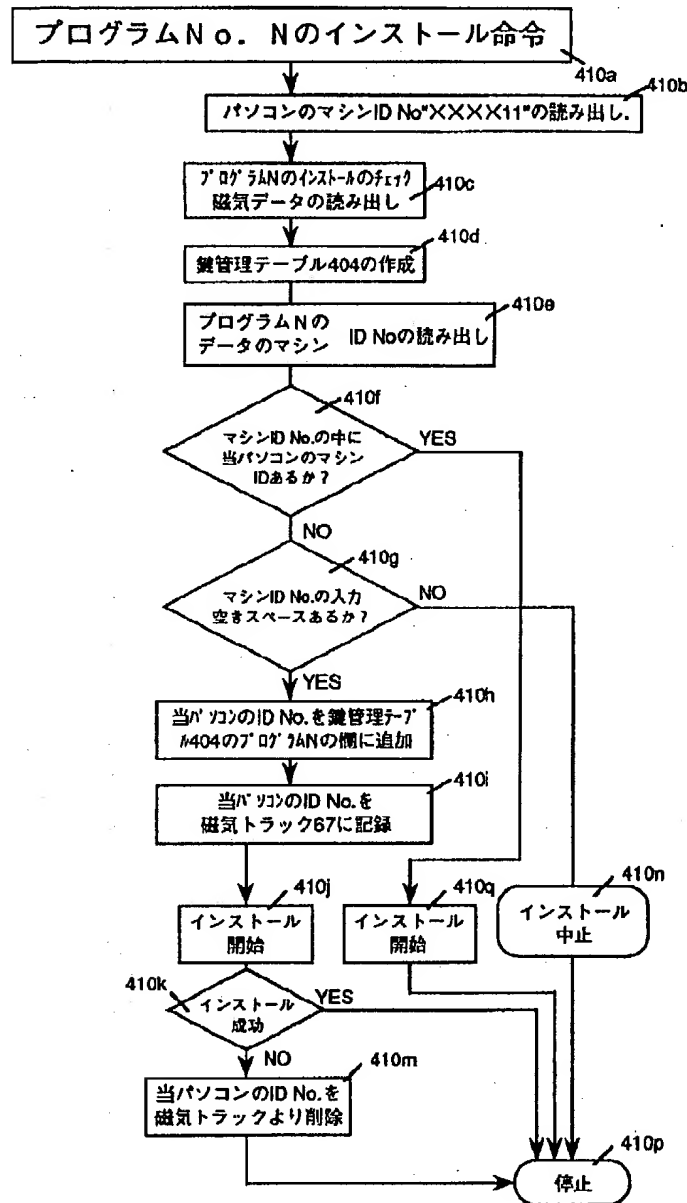 プログラムNo. Nのインストール命令
410a
410b
パソコンのマシンID No"XXXX11"の読み出し.
プログラムNのインストールのチェック
磁気データの読み出し
410c
410d
鍵管理テーブル404の作成
410e
プログラムNの
データのマシン ID Noの読み出し
410f
マシンID No.の中に
当パソコンのマシン
IDあるか?
YES
NO
410g
マシンID No.の入力
空きスペースあるか?
NO
YES
410h
当パソコンのID No.を鍵管理テーブ
ル404のプログラムNの欄に追加
410i
当パソコンのID No.を
磁気トラック67に記録
410j
インストール
開始
410q
インストール
開始
410n
インストール
中止
410k
インストール
成功
YES
NO
410m
当パソコンのID No.を
磁気トラックより削除
410p
停止